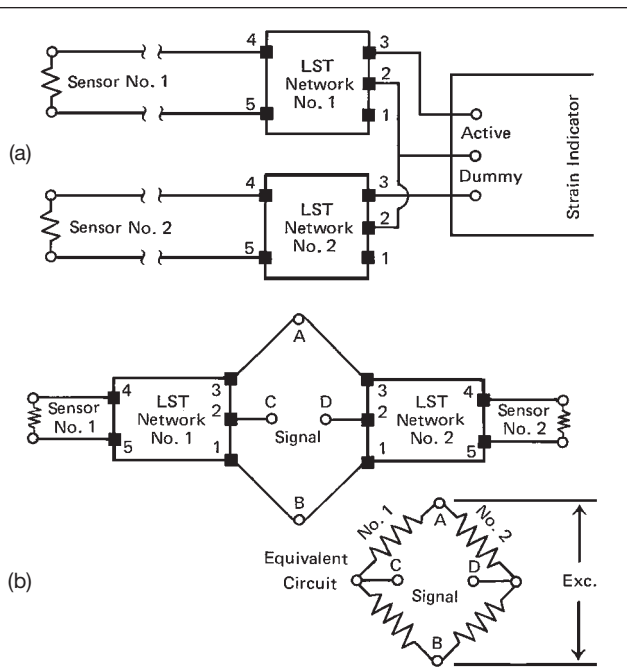 (a)
Sensor No. 1
4
5
LST
Network
No. 1
3
2
1
Active
Dummy
Strain Indicator
Sensor No. 2
4
5
LST
Network
No. 2
3
2
1
(b)
A
Sensor
No. 1
4
5
LST
Network
No. 1
3
2
1
C
D
Signal
3
2
1
LST
Network
No. 2
4
5
Sensor
No. 2
B
Equivalent
Circuit
No. 1
No. 2
A
C
D
Signal
B
Exc.